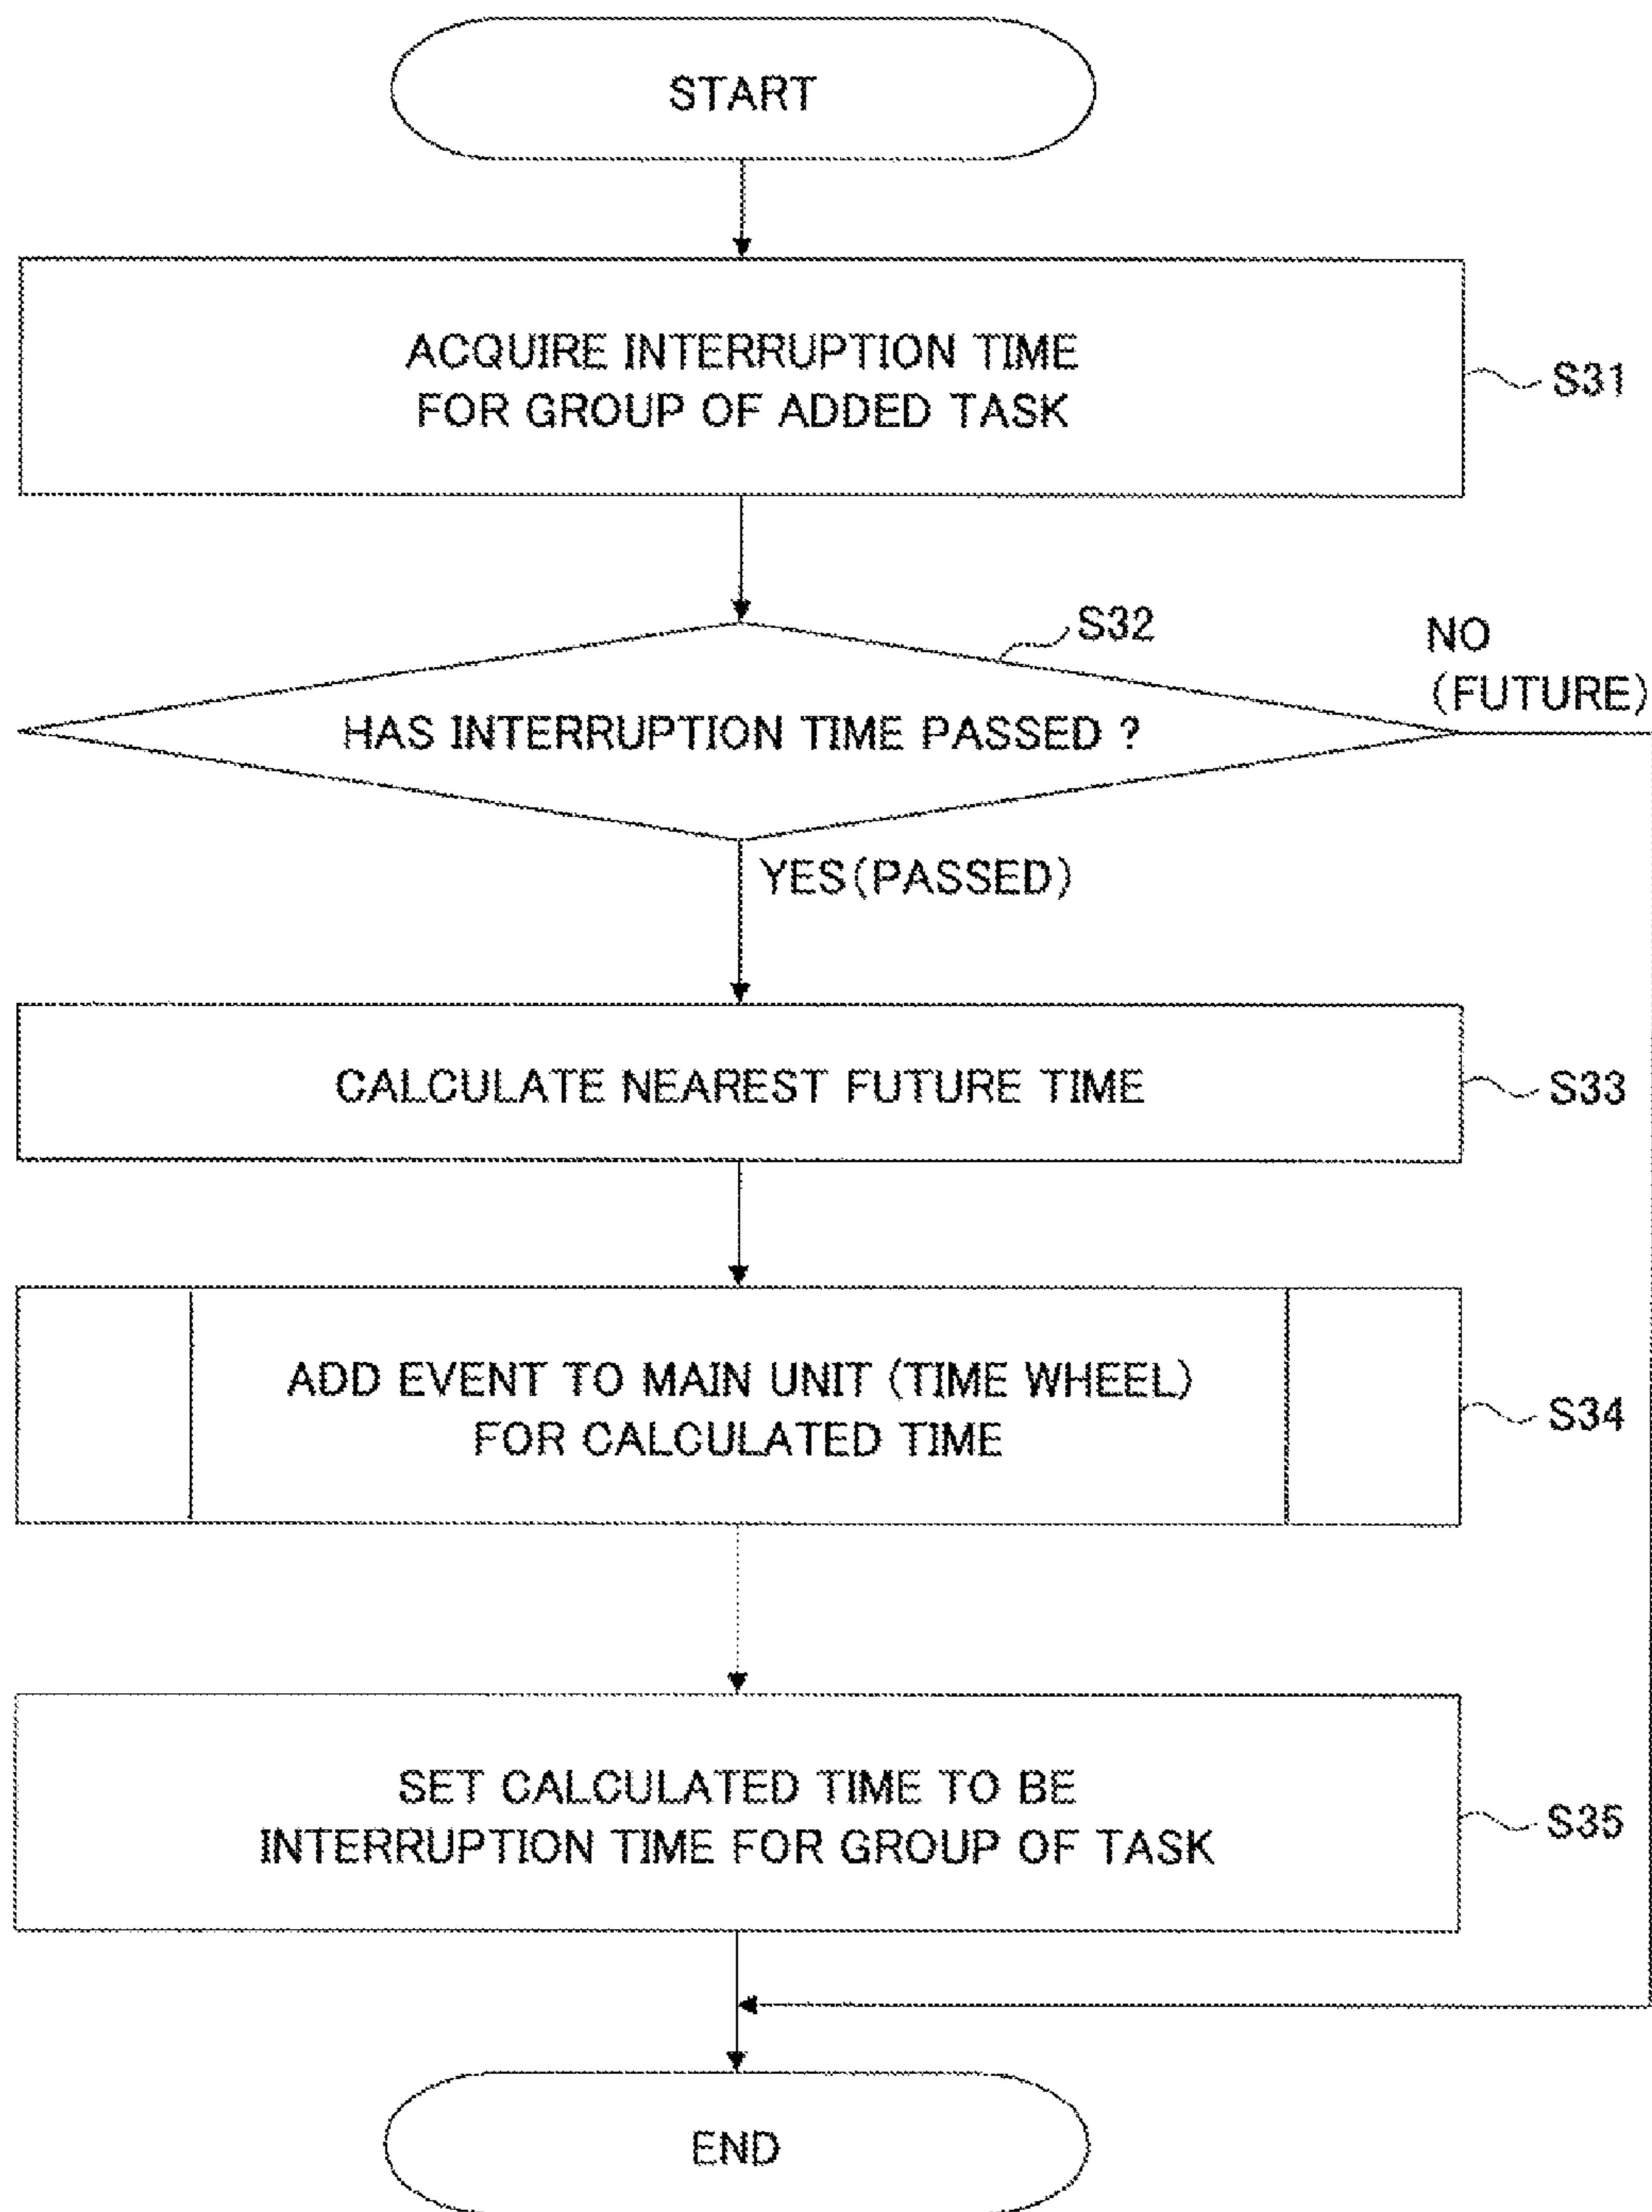 START
ACQUIRE INTERRUPTION TIME
FOR GROUP OF ADDED TASK
S31
S32
NO
(FUTURE)
HAS INTERRUPTION TIME PASSED ?
YES(PASSED)
CALCULATE NEAREST FUTURE TIME
S33
ADD EVENT TO MAIN UNIT (TIME WHEEL)
FOR CALCULATED TIME
S34
SET CALCULATED TIME TO BE
INTERRUPTION TIME FOR GROUP OF TASK
S35
END